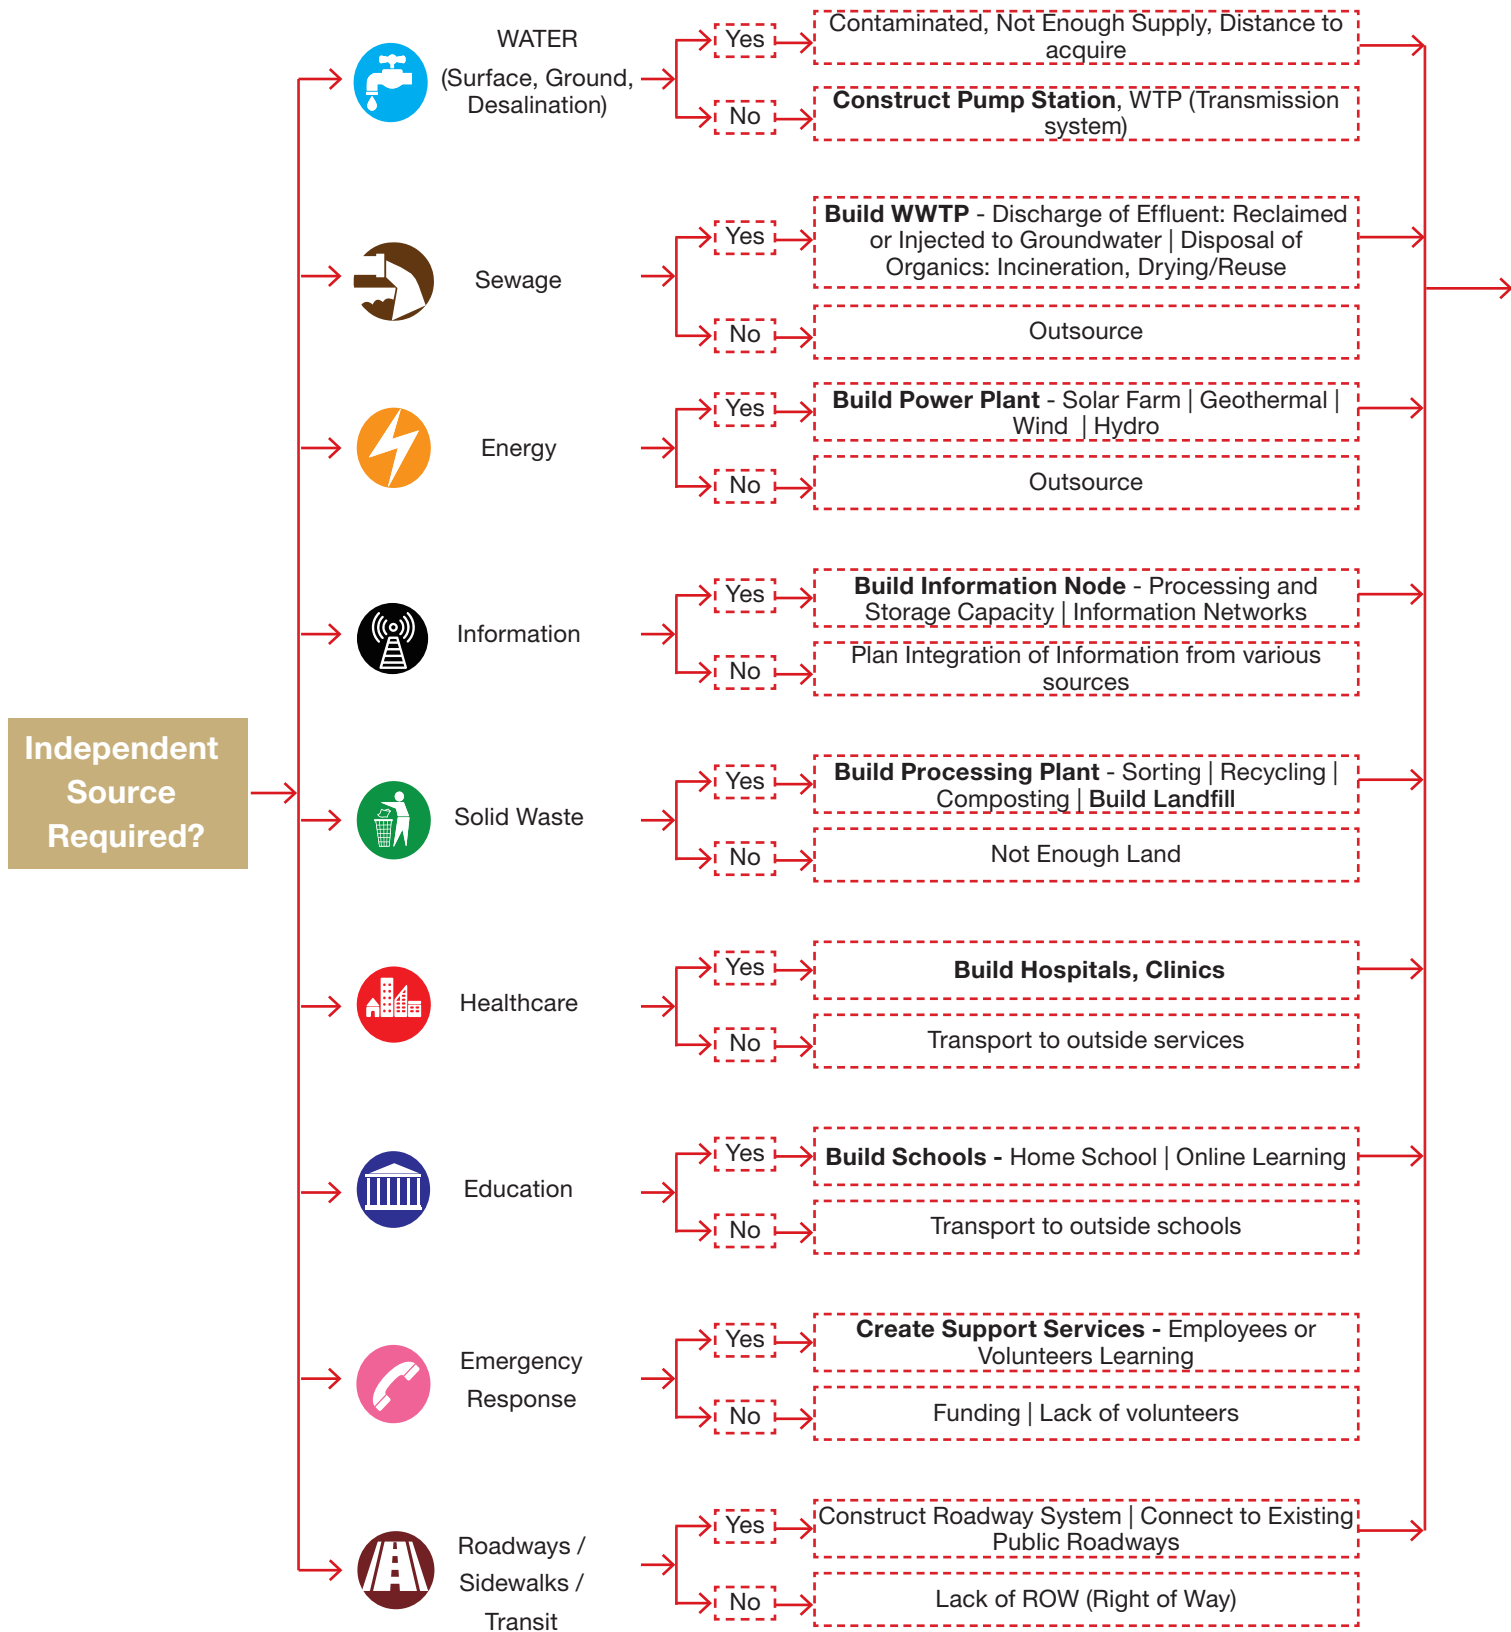 WATER
(Surface, Ground,
Desalination)
Yes
Contaminated, Not Enough Supply, Distance to
acquire
No
Construct Pump Station, WTP (Transmission
system)
Sewage
Yes
Build WWTP - Discharge of Effluent: Reclaimed
or Injected to Groundwater | Disposal of
Organics: Incineration, Drying/Reuse
No
Outsource
Energy
Yes
Build Power Plant - Solar Farm | Geothermal |
Wind | Hydro
No
Outsource
Information
Yes
Build Information Node - Processing and
Storage Capacity | Information Networks
No
Plan Integration of Information from various
sources
Independent
Source
Required?
Solid Waste
Yes
Build Processing Plant - Sorting | Recycling |
Composting | Build Landfill
No
Not Enough Land
Healthcare
Yes
Build Hospitals, Clinics
No
Transport to outside services
Education
Yes
Build Schools - Home School | Online Learning
No
Transport to outside schools
Emergency
Response
Yes
Create Support Services - Employees or
Volunteers Learning
No
Funding | Lack of volunteers
Roadways /
Sidewalks /
Transit
Yes
Construct Roadway System | Connect to Existing
Public Roadways
No
Lack of ROW (Right of Way)